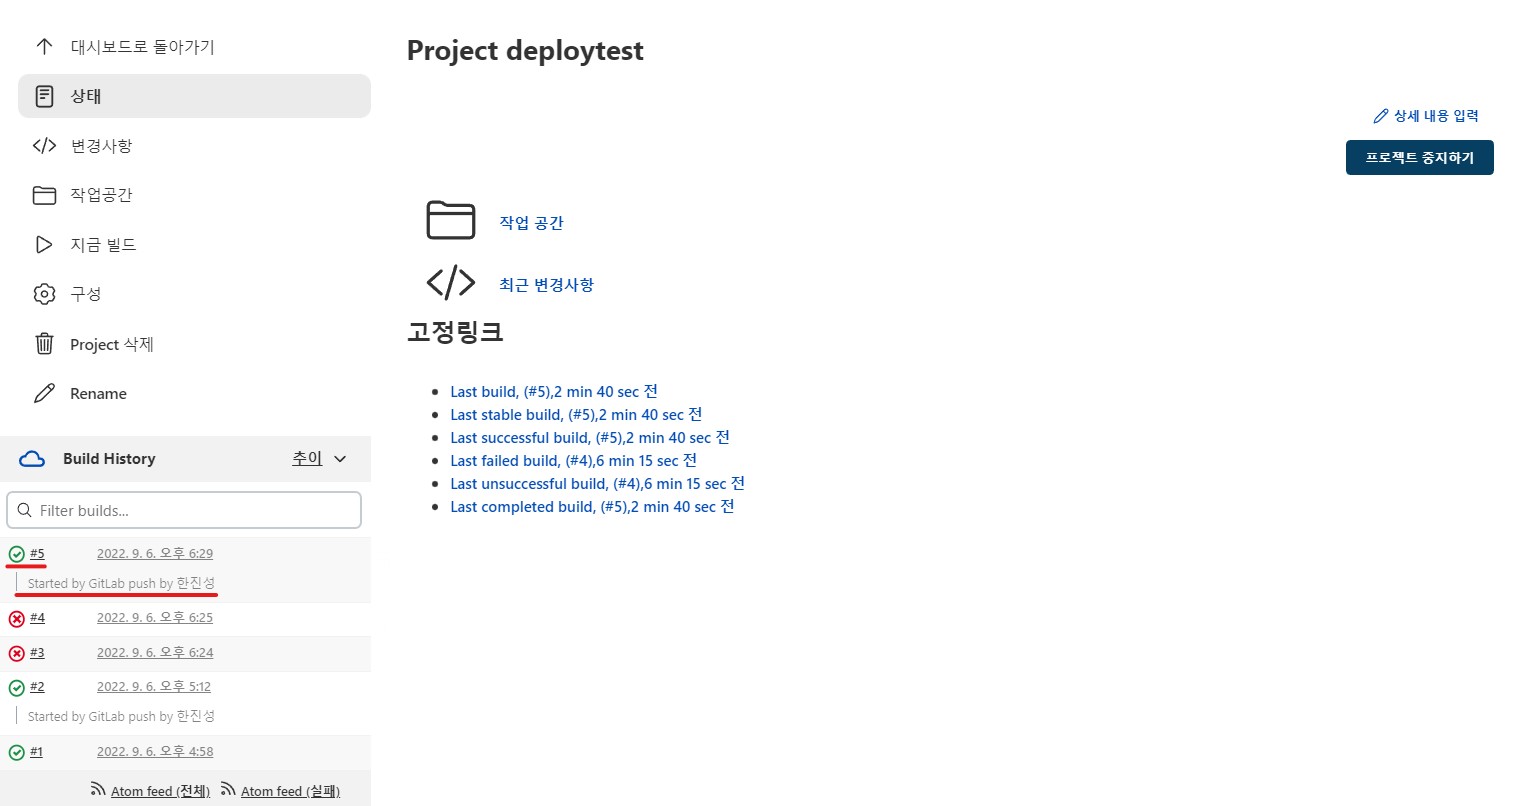 대시보드로 돌아가기
상태
변경사항
작업공간
지금 빌드
구성
Project 삭제
Rename
Build History 추이
Filter builds...
#5 2022. 9. 6. 오후 6:29
Started by GitLab push by 한진성
#4 2022. 9. 6. 오후 6:25
#3 2022. 9. 6. 오후 6:24
#2 2022. 9. 6. 오후 5:12
Started by GitLab push by 한진성
#1 2022. 9. 6. 오후 4:58
Atom feed (전체) Atom feed (실패)
Project deploytest
상세 내용 입력
프로젝트 중지하기
작업 공간
최근 변경사항
고정링크
Last build, (#5),2 min 40 sec 전
Last stable build, (#5),2 min 40 sec 전
Last successful build, (#5),2 min 40 sec 전
Last failed build, (#4),6 min 15 sec 전
Last unsuccessful build, (#4),6 min 15 sec 전
Last completed build, (#5),2 min 40 sec 전